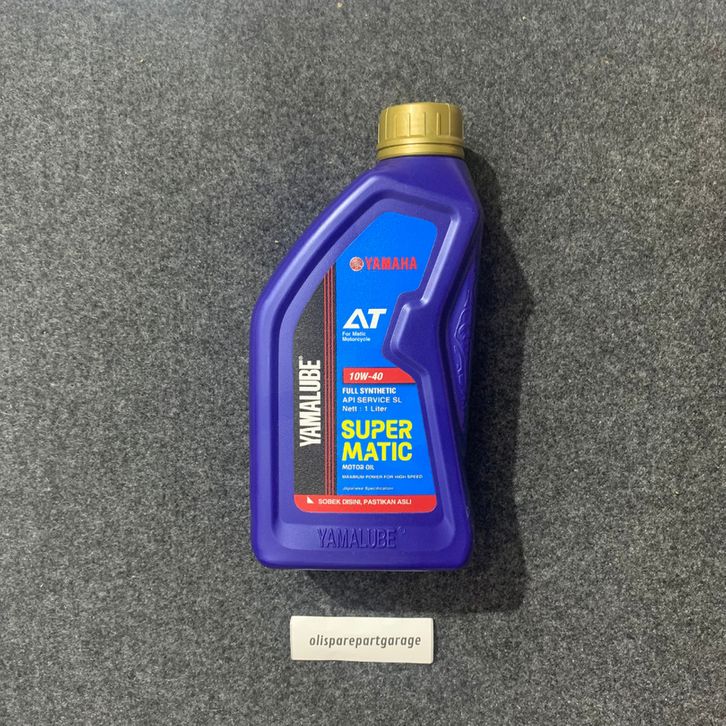 YAMAHA
AT
For Matic
Motorcycle
YAMALUBE®
10W-40
FULL SYNTHETIC
API SERVICE SL
Nett : 1 Liter
SUPER
MATIC
MOTOR OIL
MAXIMUM POWER FOR HIGH SPEED
Japanese Specification
SOBEK DISINI, PASTIKAN ASLI
YAMALUBE®
olisparepartgarage